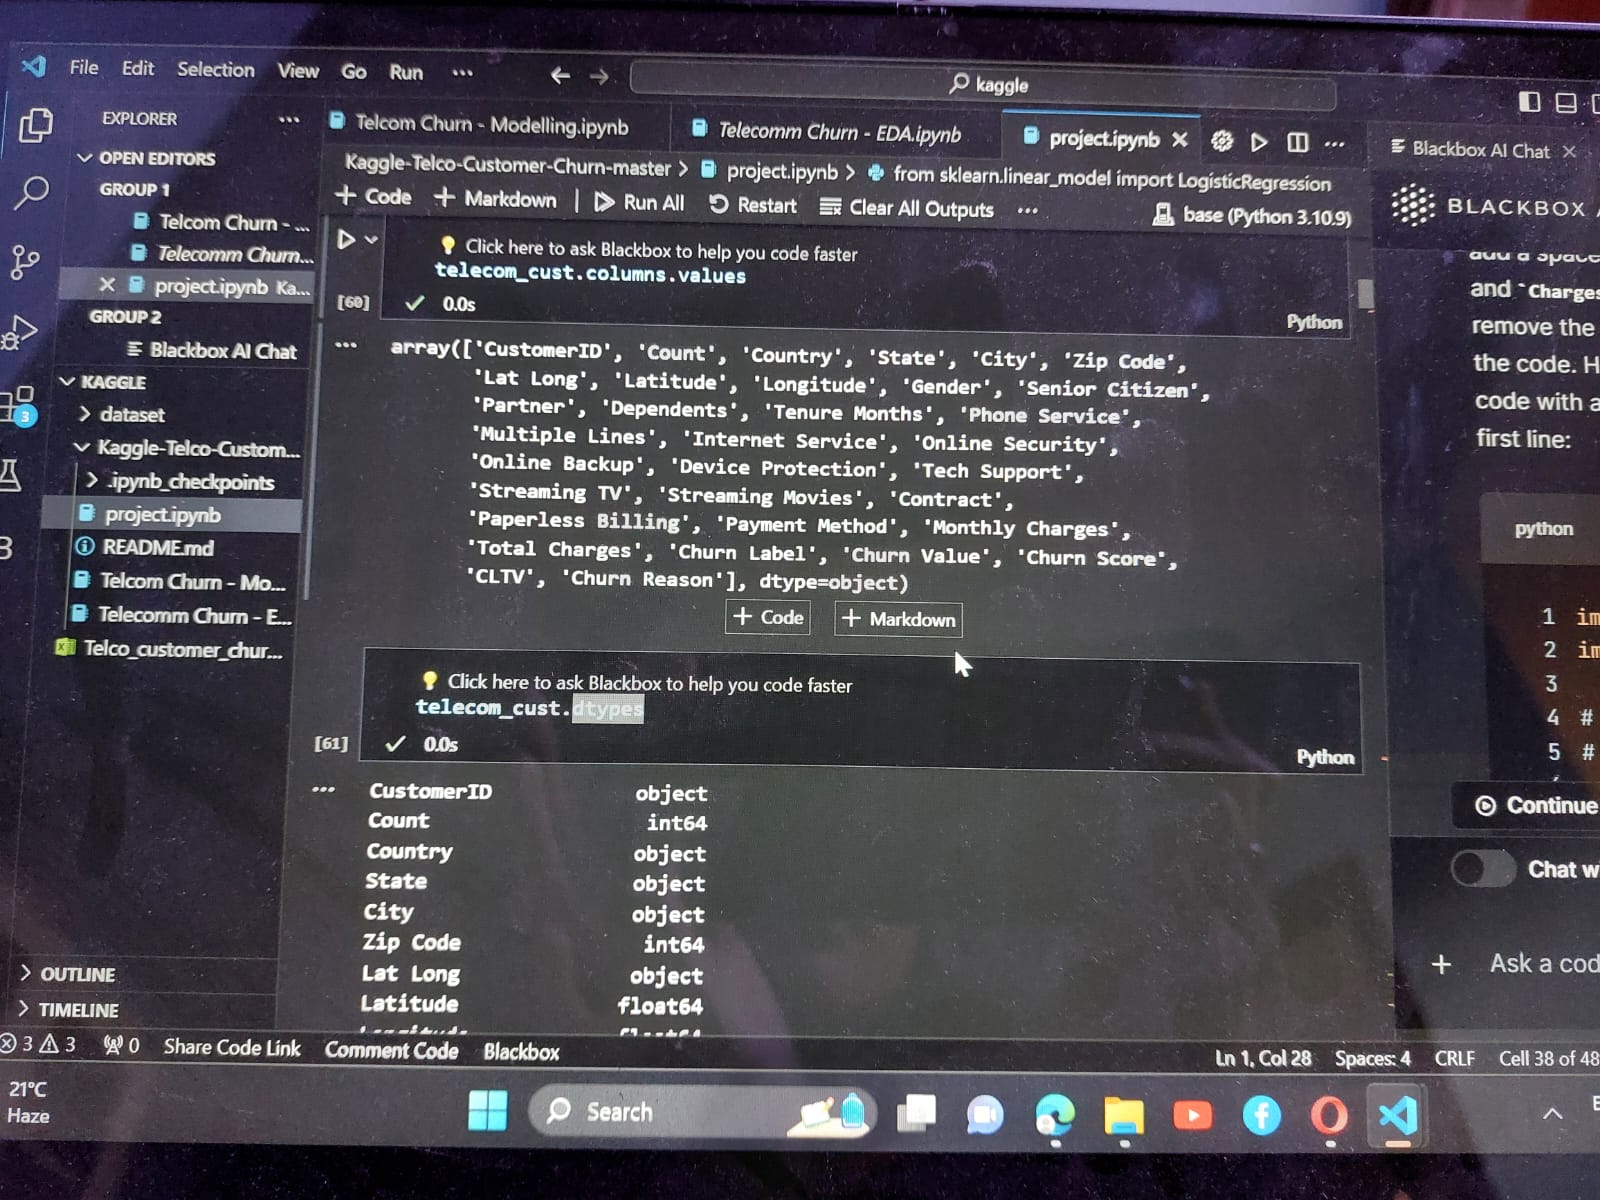 File Edit Selection View Go Run ...
kaggle
EXPLORER ...
OPEN EDITORS
GROUP 1
Telcom Churn - ...
Telecomm Churn...
project.ipynb Ka...
GROUP 2
Blackbox AI Chat
KAGGLE
dataset
Kaggle-Telco-Custom...
.ipynb_checkpoints
project.ipynb
README.md
Telcom Churn - Mo...
Telecomm Churn - E...
Telco_customer_chur...
OUTLINE
TIMELINE
3
Telcom Churn - Modelling.ipynb Telecomm Churn - EDA.ipynb project.ipynb ...
Kaggle-Telco-Customer-Churn-master > project.ipynb > from sklearn.linear_model import LogisticRegression
+ Code + Markdown | Run All Restart Clear All Outputs ... base (Python 3.10.9)
Click here to ask Blackbox to help you code faster
telecom_cust.columns.values
[60] 0.0s
Python
... array(['CustomerID', 'Count', 'Country', 'State', 'City', 'Zip Code',
'Lat Long', 'Latitude', 'Longitude', 'Gender', 'Senior Citizen',
'Partner', 'Dependents', 'Tenure Months', 'Phone Service',
'Multiple Lines', 'Internet Service', 'Online Security',
'Online Backup', 'Device Protection', 'Tech Support',
'Streaming TV', 'Streaming Movies', 'Contract',
'Paperless Billing', 'Payment Method', 'Monthly Charges',
'Total Charges', 'Churn Label', 'Churn Value', 'Churn Score',
'CLTV', 'Churn Reason'], dtype=object)
+ Code + Markdown
Click here to ask Blackbox to help you code faster
telecom_cust.dtypes
[61] 0.0s
Python
... CustomerID object
Count int64
Country object
State object
City object
Zip Code int64
Lat Long object
Latitude float64
Blackbox AI Chat
BLACKBOX
and `Charges
remove the
the code. H
code with a
first line:
python
1 im
2 im
3
4 #
5 #
Continue
Chat w
+ Ask a cod
3 3 0 Share Code Link Comment Code Blackbox Ln 1, Col 28 Spaces: 4 CRLF Cell 38 of 48
21°C
Haze
Search